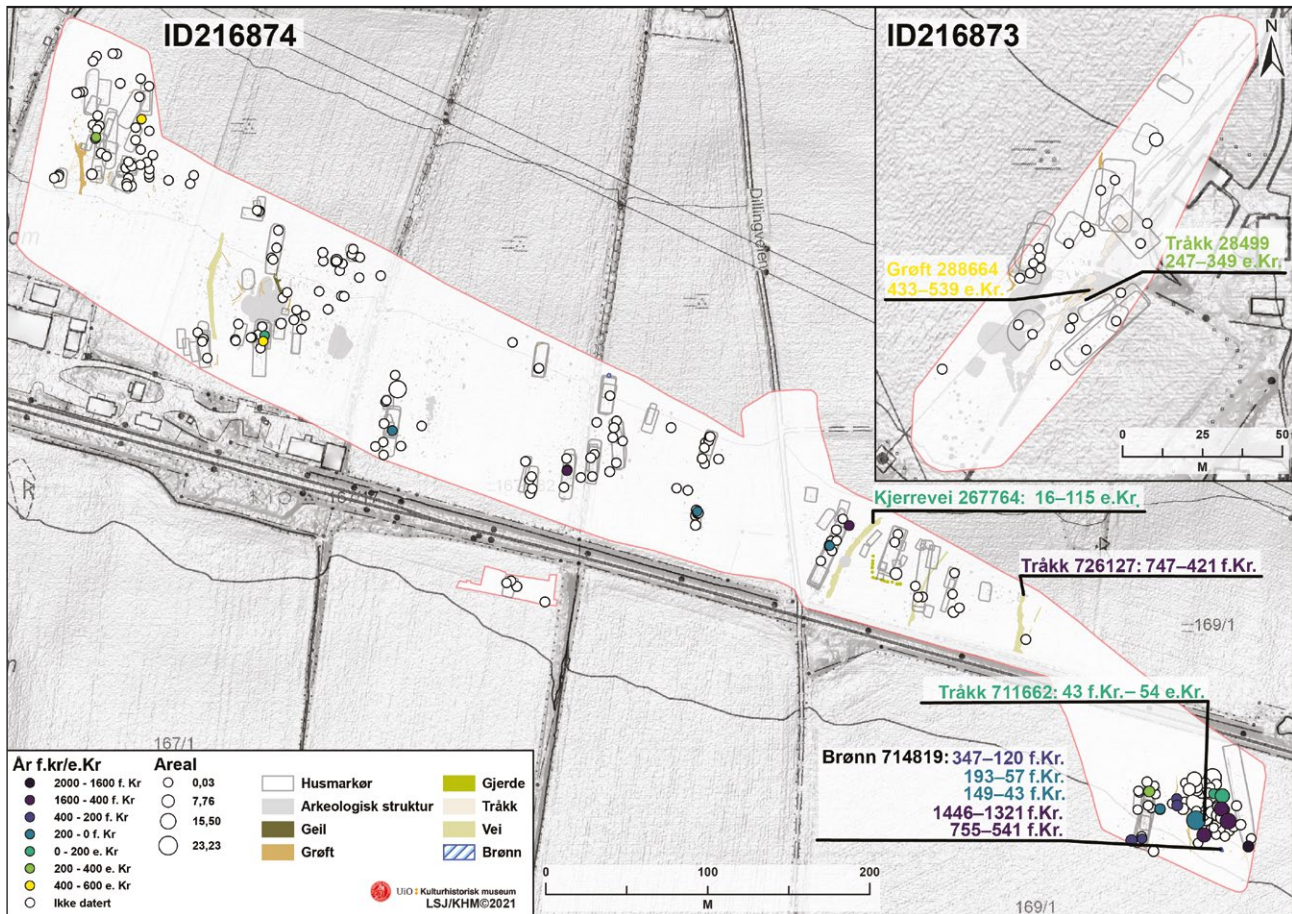 ID216874
ID216873
N
Dillingveien
Tråkk 28499
247–349 e.Kr.
Grøft 288664
433–539 e.Kr.
0 25 50
M
Kjerrevei 267764: 16–115 e.Kr.
Tråkk 726127: 747–421 f.Kr.
169/1
R
Tråkk 711662: 43 f.Kr.– 54 e.Kr.
167/1
Brønn 714819: 347–120 f.Kr.
193–57 f.Kr.
149–43 f.Kr.
1446–1321 f.Kr.
755–541 f.Kr.
År f.kr/e.Kr
2000 - 1600 f. Kr
1600 - 400 f. Kr
400 - 200 f. Kr
200 - 0 f. Kr
0 - 200 e. Kr
200 - 400 e. Kr
400 - 600 e. Kr
Ikke datert
Areal
0,03
7,76
15,50
23,23
Husmarkør
Arkeologisk struktur
Geil
Grøft
Gjerde
Tråkk
Vei
Brønn
UiO Kulturhistorisk museum
LSJ/KHM©2021
0 100 200
M
169/1